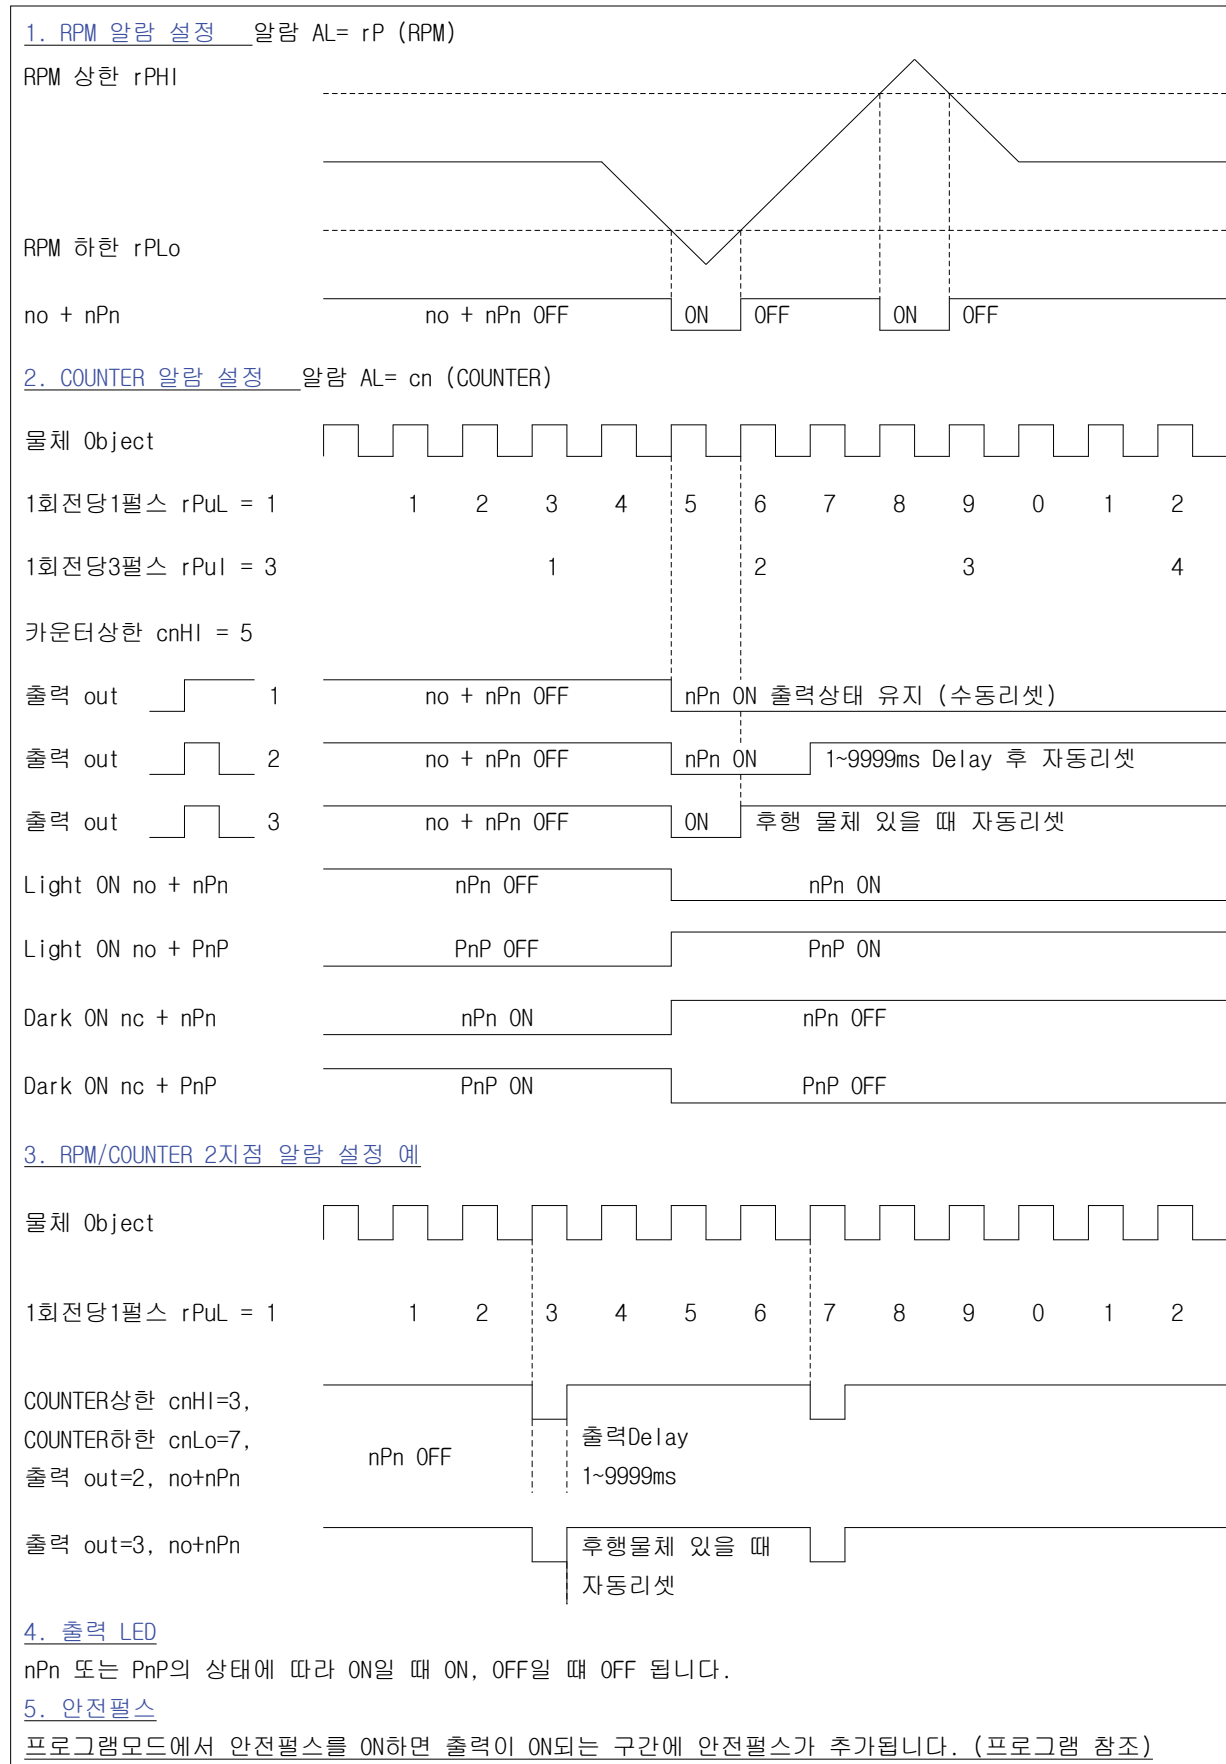 1. RPM 알람 설정 알람 AL= rP (RPM)
RPM 상한 rPHI
RPM 하한 rPLo
no + nPn no + nPn OFF ON OFF ON OFF
2. COUNTER 알람 설정 알람 AL= cn (COUNTER)
물체 Object
1회전당1펄스 rPuL = 1 1 2 3 4 5 6 7 8 9 0 1 2
1회전당3펄스 rPul = 3 1 2 3 4
카운터상한 cnHI = 5
출력 out 1 no + nPn OFF nPn ON 출력상태 유지 (수동리셋)
출력 out 2 no + nPn OFF nPn ON 1~9999ms Delay 후 자동리셋
출력 out 3 no + nPn OFF ON 후행 물체 있을 때 자동리셋
Light ON no + nPn nPn OFF nPn ON
Light ON no + PnP PnP OFF PnP ON
Dark ON nc + nPn nPn ON nPn OFF
Dark ON nc + PnP PnP ON PnP OFF
3. RPM/COUNTER 2지점 알람 설정 예
물체 Object
1회전당1펄스 rPuL = 1 1 2 3 4 5 6 7 8 9 0 1 2
COUNTER상한 cnHI=3,
COUNTER하한 cnLo=7, nPn OFF 출력Delay
출력 out=2, no+nPn 1~9999ms
출력 out=3, no+nPn 후행물체 있을 때
자동리셋
4. 출력 LED
nPn 또는 PnP의 상태에 따라 ON일 때 ON, OFF일 떄 OFF 됩니다.
5. 안전펄스
프로그램모드에서 안전펄스를 ON하면 출력이 ON되는 구간에 안전펄스가 추가됩니다. (프로그램 참조)